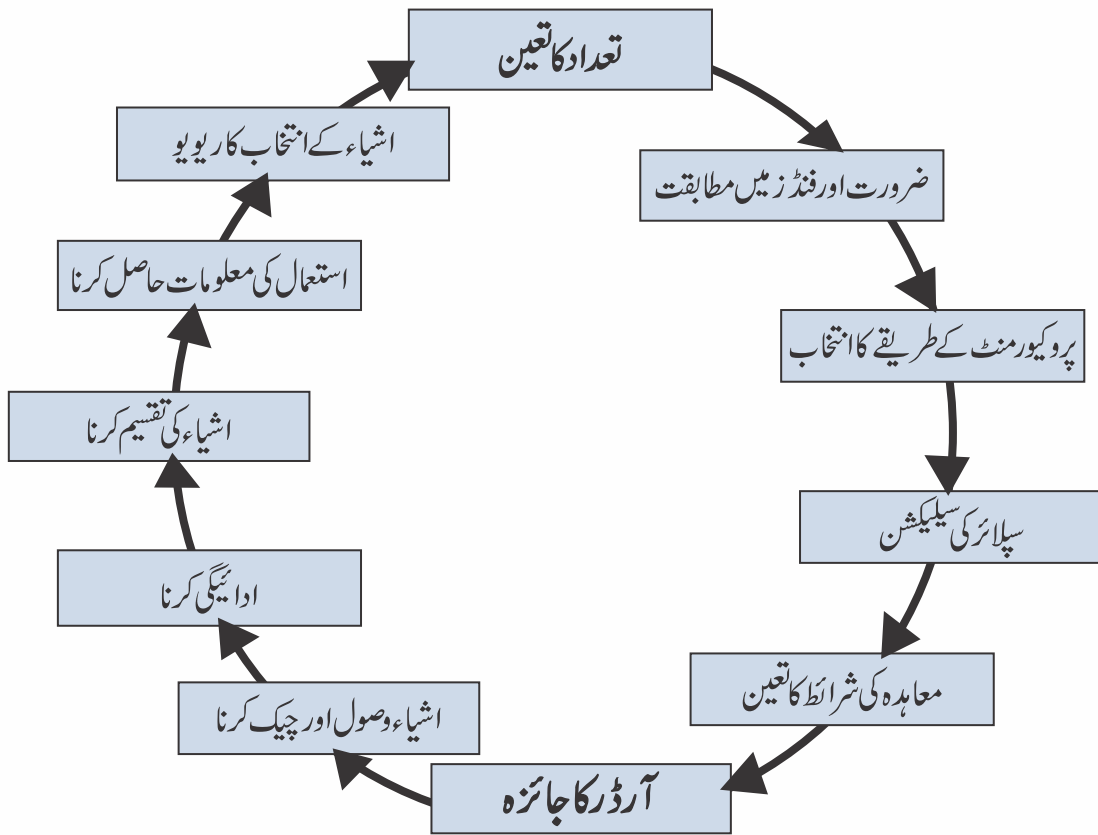 تعداد کا تعین
ضرورت اور فنڈز میں مطابقت
پروکیورمنٹ کے طریقے کا انتخاب
سپلائر کی سیلیکشن
معاہدہ کی شرائط کا تعین
آرڈر کا جائزہ
اشیاء وصول اور چیک کرنا
ادائیگی کرنا
اشیاء کی تقسیم کرنا
استعمال کی معلومات حاصل کرنا
اشیاء کے انتخاب کا ریویو